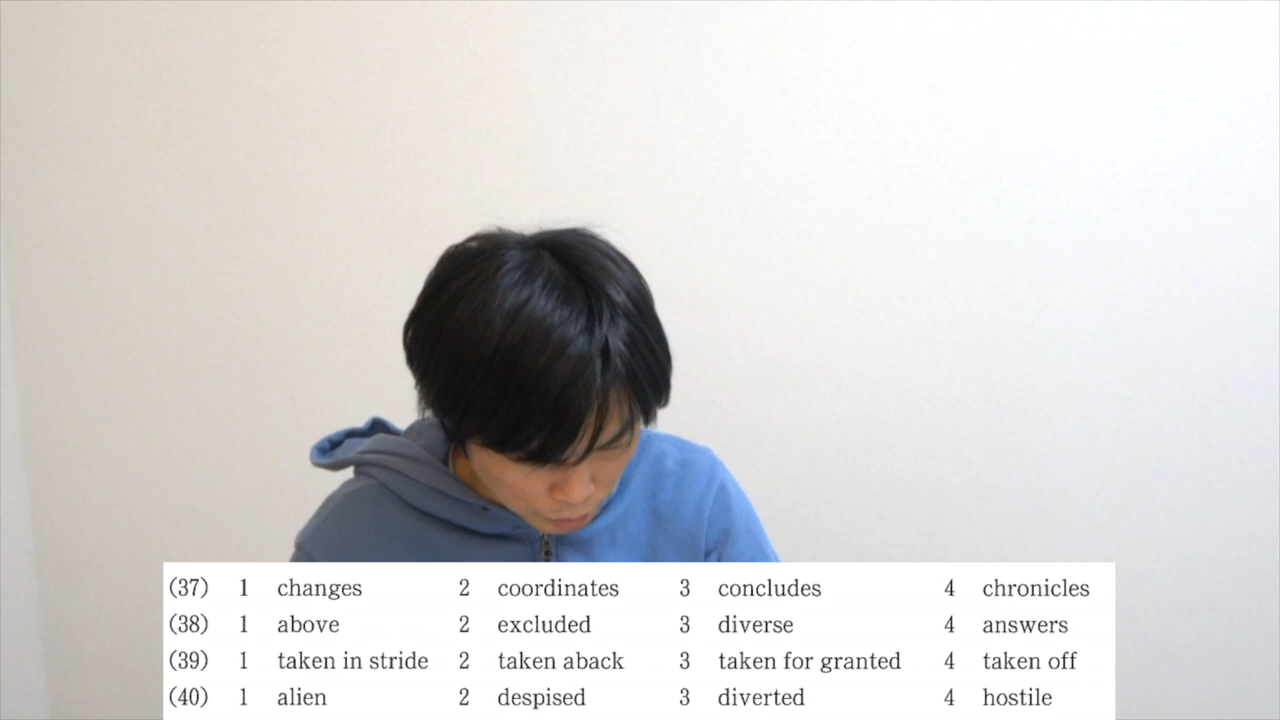 (37) 1 changes 2 coordinates 3 concludes 4 chronicles
(38) 1 above 2 excluded 3 diverse 4 answers
(39) 1 taken in stride 2 taken aback 3 taken for granted 4 taken off
(40) 1 alien 2 despised 3 diverted 4 hostile